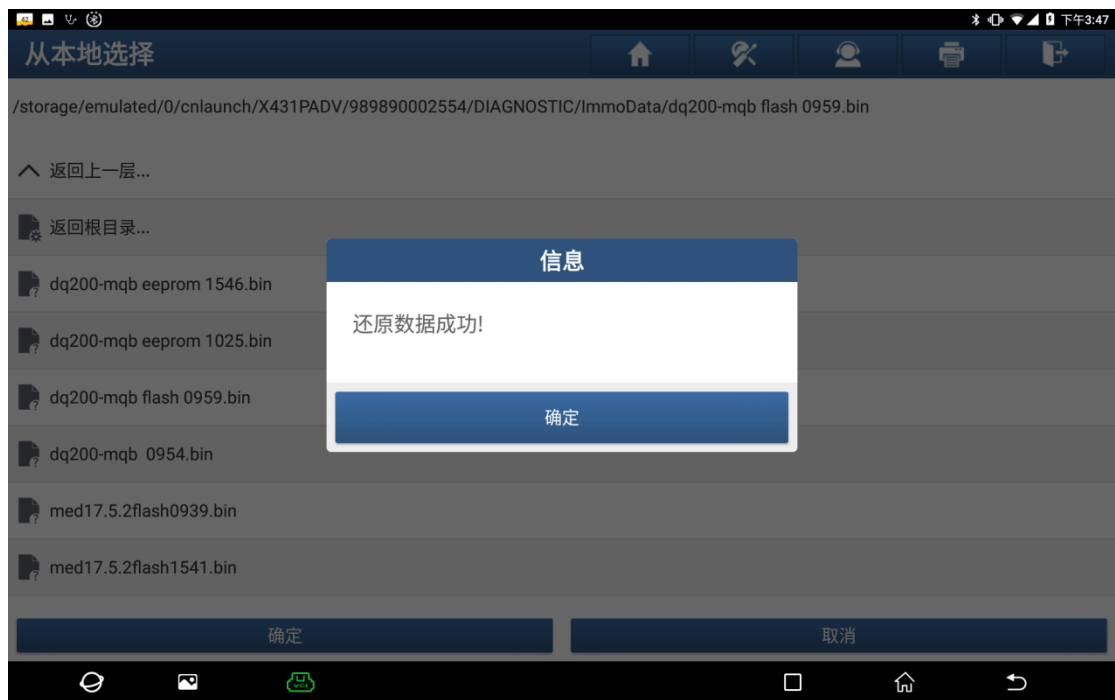 42
下午3:47
从本地选择
/storage/emulated/0/cnlaunch/X431PADV/989890002554/DIAGNOSTIC/ImmoData/dq200-mqb flash 0959.bin
返回上一层...
返回根目录...
dq200-mqb eeprom 1546.bin
dq200-mqb eeprom 1025.bin
dq200-mqb flash 0959.bin
dq200-mqb  0954.bin
med17.5.2flash0939.bin
med17.5.2flash1541.bin
信息
还原数据成功!
确定
确定
取消
VCI